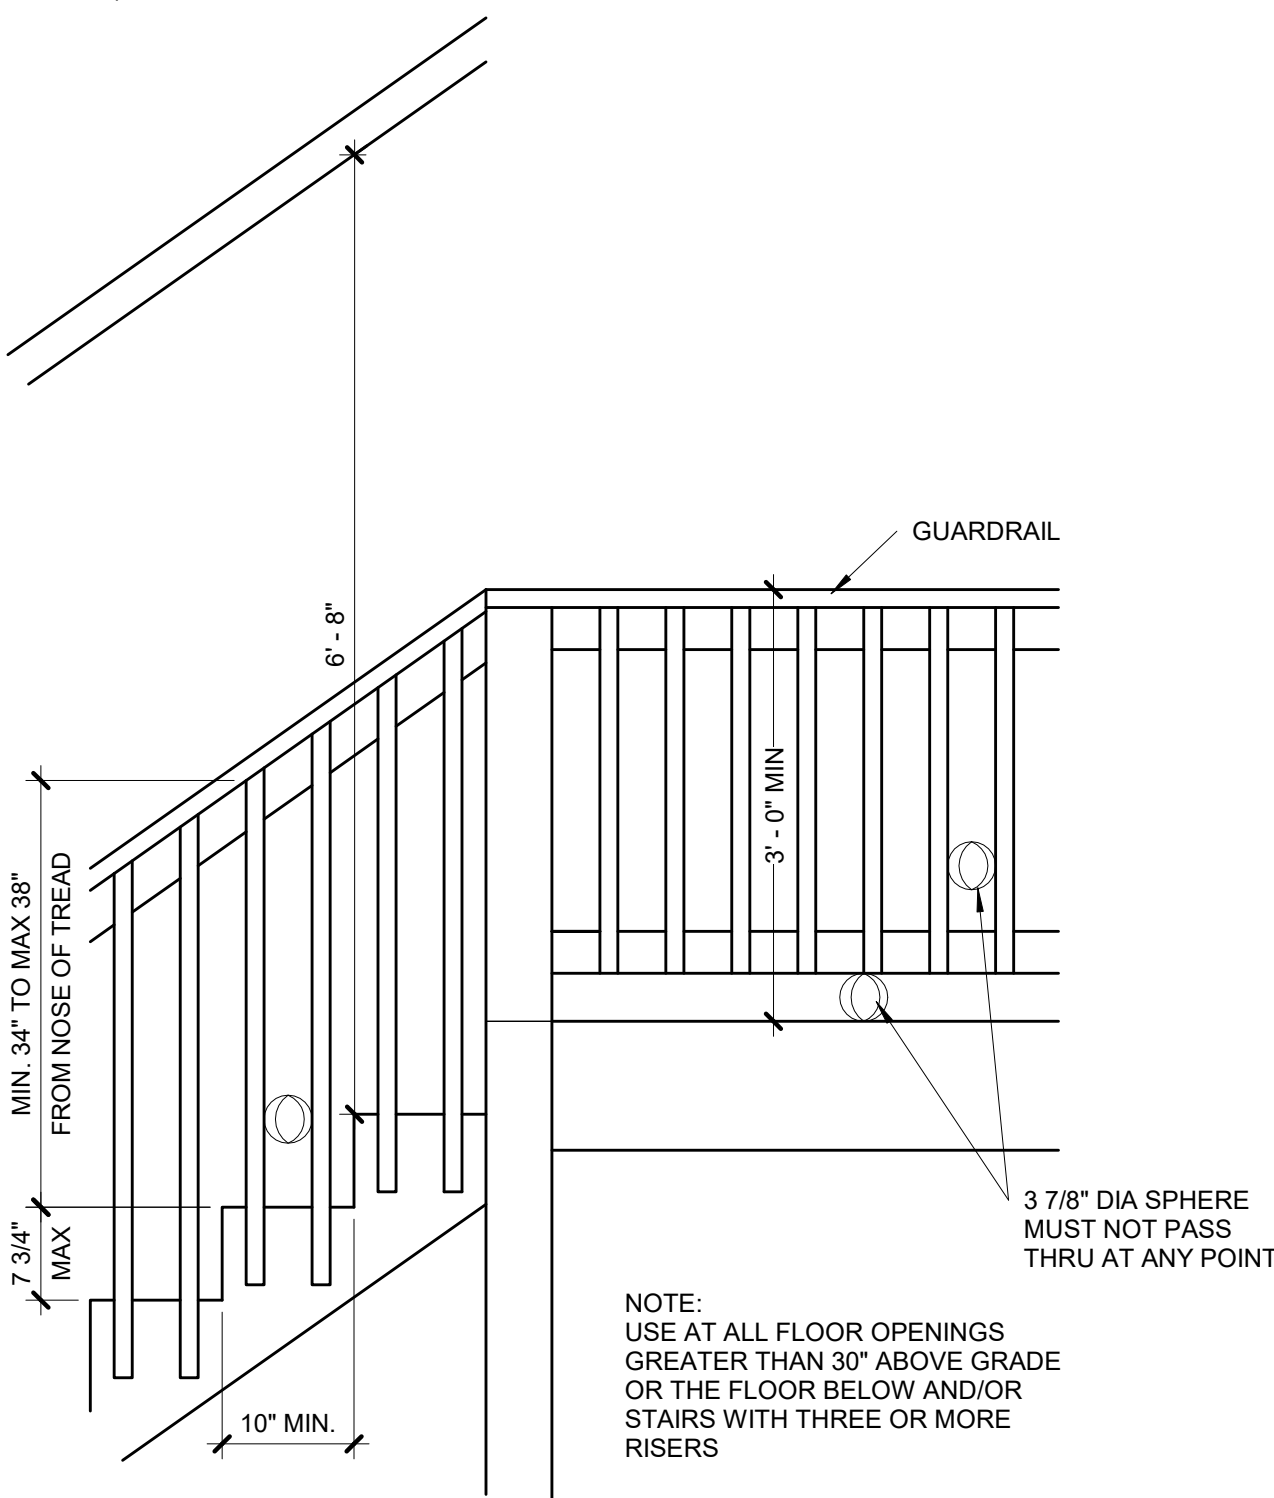 GUARDRAIL
6' - 8"
3' - 0" MIN
MIN. 34" TO MAX 38"
FROM NOSE OF TREAD
7 3/4"
MAX
10" MIN.
3 7/8" DIA SPHERE
MUST NOT PASS
THRU AT ANY POINT
NOTE:
USE AT ALL FLOOR OPENINGS
GREATER THAN 30" ABOVE GRADE
OR THE FLOOR BELOW AND/OR
STAIRS WITH THREE OR MORE
RISERS